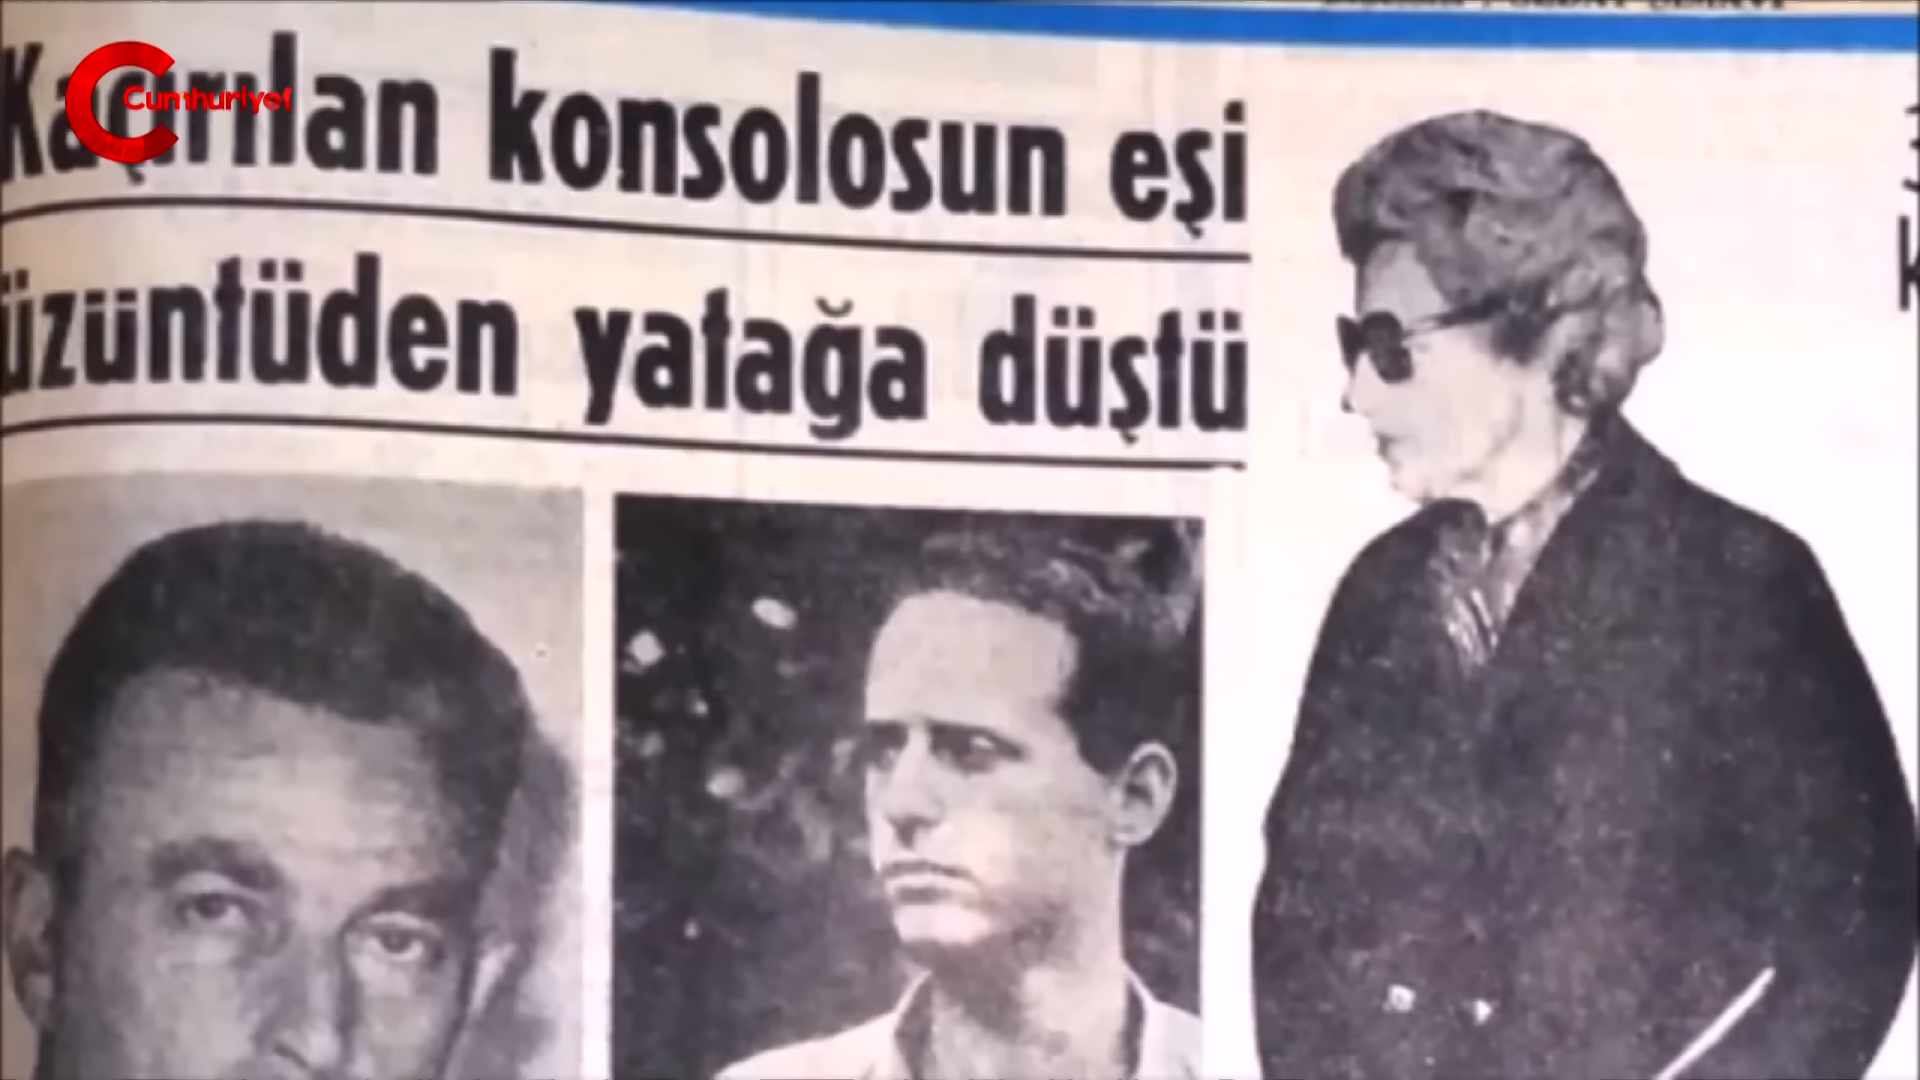 Cumhuriyet
Kaçırılan konsolosun eşi
üzüntüden yatağa düştü